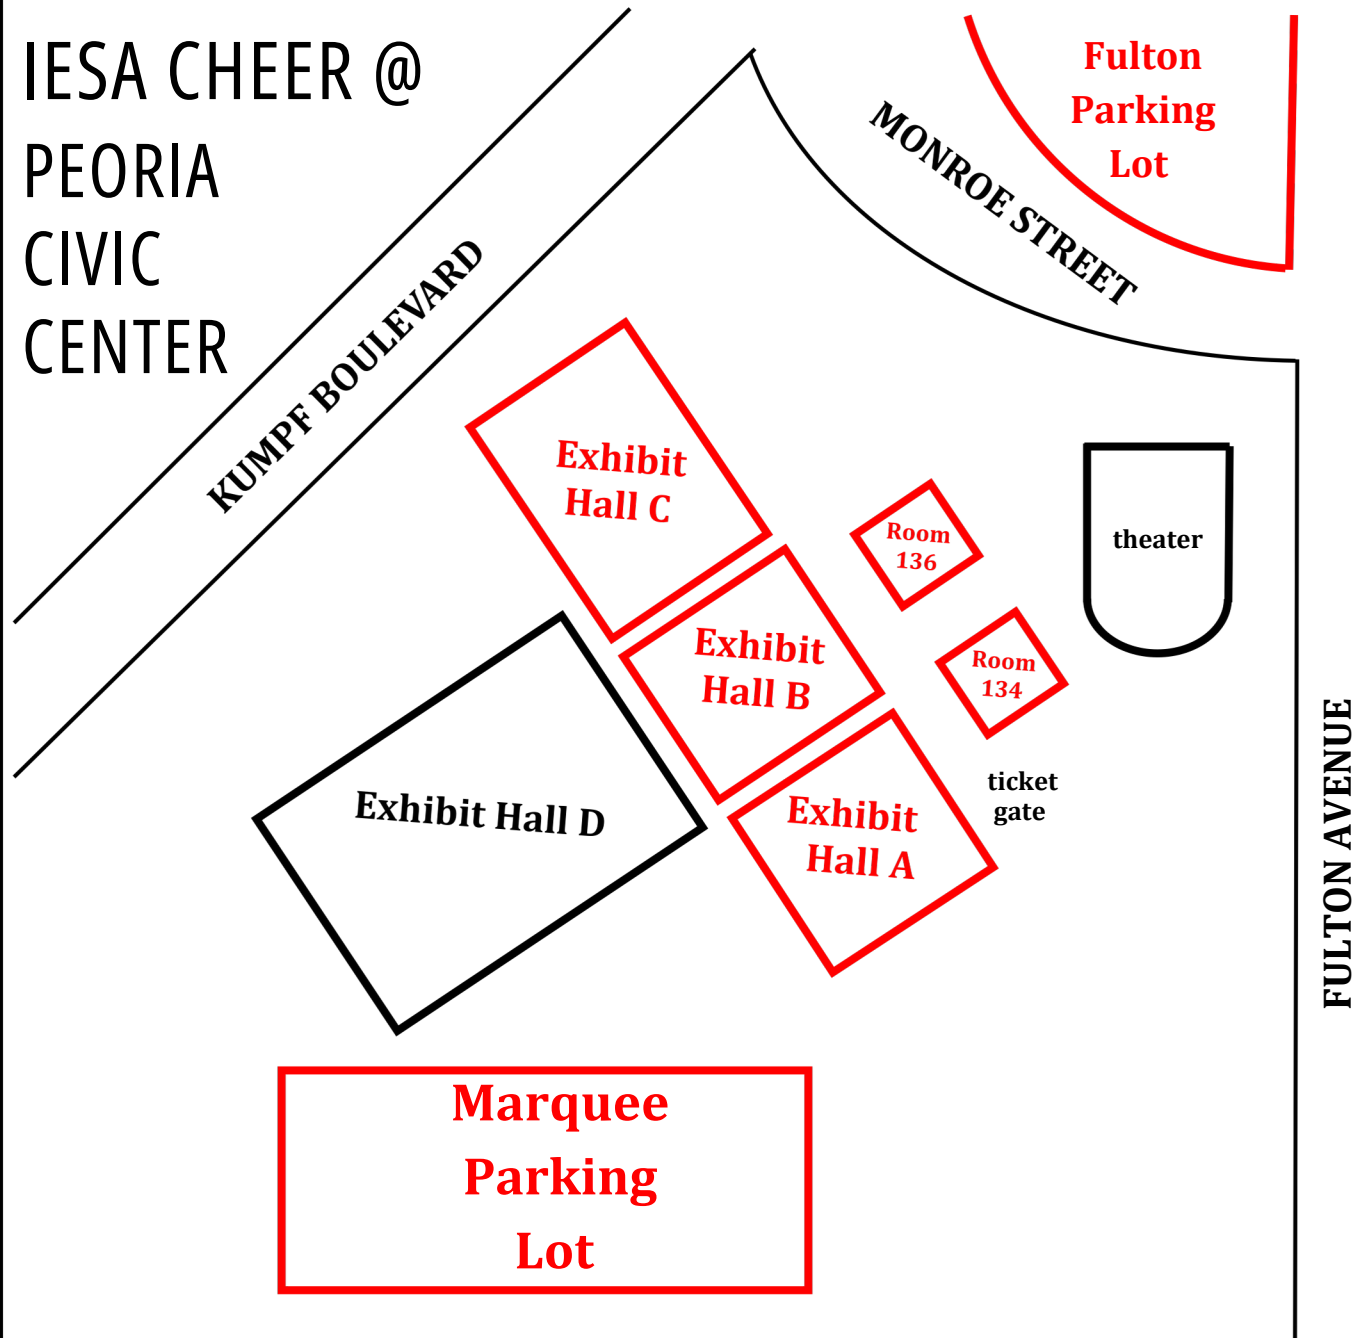 IESA CHEER @
PEORIA
CIVIC
CENTER
Fulton
Parking
Lot
MONROE STREET
KUMPF BOULEVARD
Exhibit
Hall C
Room
136
theater
Exhibit
Hall B
Room
134
ticket
gate
Exhibit Hall D
Exhibit
Hall A
FULTON AVENUE
Marquee
Parking
Lot